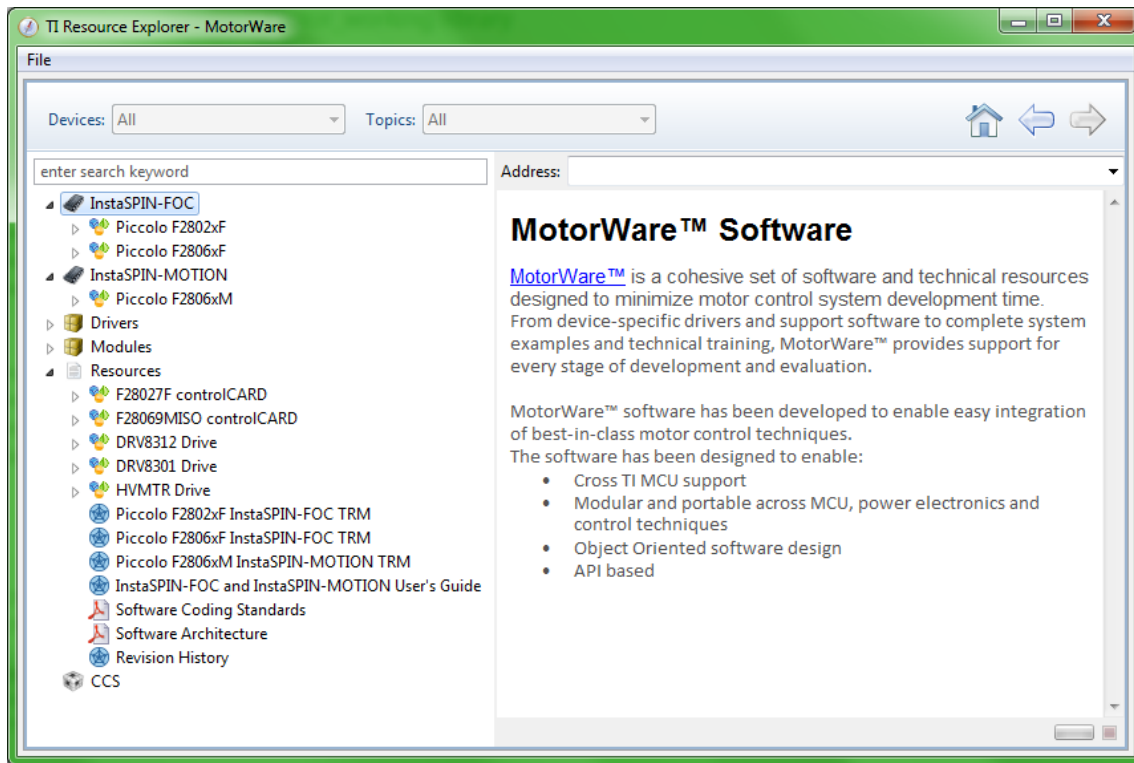 TI Resource Explorer - MotorWare
File
Devices: All Topics: All
enter search keyword
Address:
InstaSPIN-FOC
Piccolo F2802xF
Piccolo F2806xF
InstaSPIN-MOTION
Piccolo F2806xM
Drivers
Modules
Resources
F28027F controlCARD
F28069MISO controlCARD
DRV8312 Drive
DRV8301 Drive
HVMTR Drive
Piccolo F2802xF InstaSPIN-FOC TRM
Piccolo F2806xF InstaSPIN-FOC TRM
Piccolo F2806xM InstaSPIN-MOTION TRM
InstaSPIN-FOC and InstaSPIN-MOTION User's Guide
Software Coding Standards
Software Architecture
Revision History
CCS
MotorWare™ Software
MotorWare™ is a cohesive set of software and technical resources
designed to minimize motor control system development time.
From device-specific drivers and support software to complete system
examples and technical training, MotorWare™ provides support for
every stage of development and evaluation.
MotorWare™ software has been developed to enable easy integration
of best-in-class motor control techniques.
The software has been designed to enable:
• Cross TI MCU support
• Modular and portable across MCU, power electronics and
control techniques
• Object Oriented software design
• API based